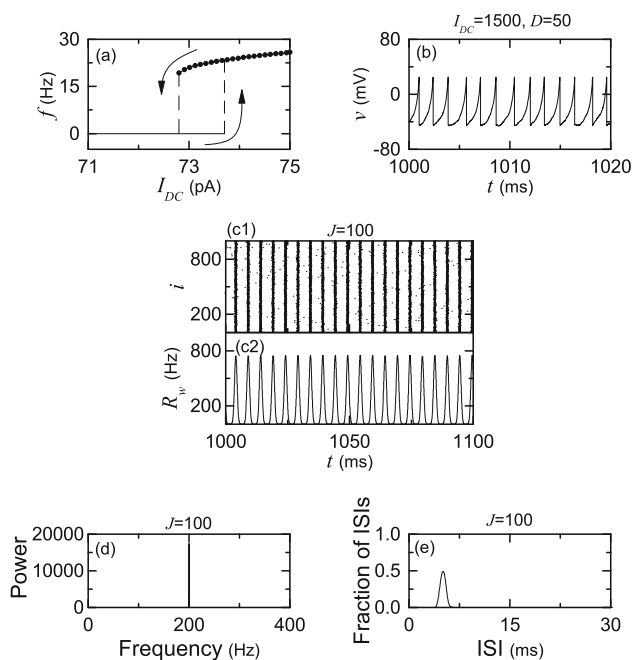 I_DC=1500, D=50
(a)
30
15
0
f (Hz)
71
73
75
I_DC (pA)
(b)
80
0
-80
v (mV)
1000
1010
1020
t (ms)
J=100
(c1)
800
200
i
(c2)
800
200
R_w (Hz)
1000
1050
1100
t (ms)
J=100
(d)
20000
10000
0
Power
0
200
400
Frequency (Hz)
J=100
(e)
1.0
0.5
0.0
Fraction of ISIs
0
15
30
ISI (ms)